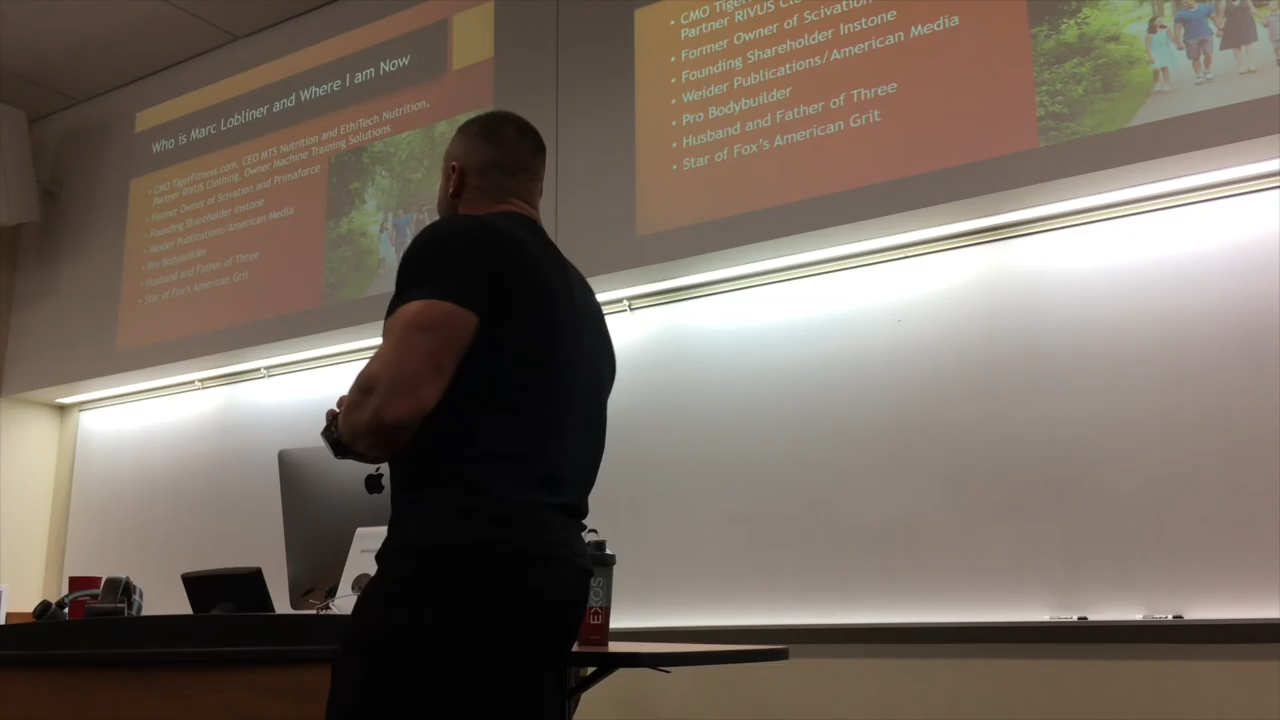 Who is Marc Lobliner and Where I am Now
• CMO TigerFitness.com, CEO MTS Nutrition and EthiTech Nutrition,
Partner RIVUS Clothing, Owner Machine Training Solutions
• Former Owner of Scivation and Primaforce
• Founding Shareholder Instone
• Weider Publications/American Media
• Pro Bodybuilder
• Husband and Father of Three
• Star of Fox's American Grit
• CMO Tiger
Partner RIVUS Clo
• Former Owner of Scivation
• Founding Shareholder Instone
• Weider Publications/American Media
• Pro Bodybuilder
• Husband and Father of Three
• Star of Fox's American Grit
EXOS